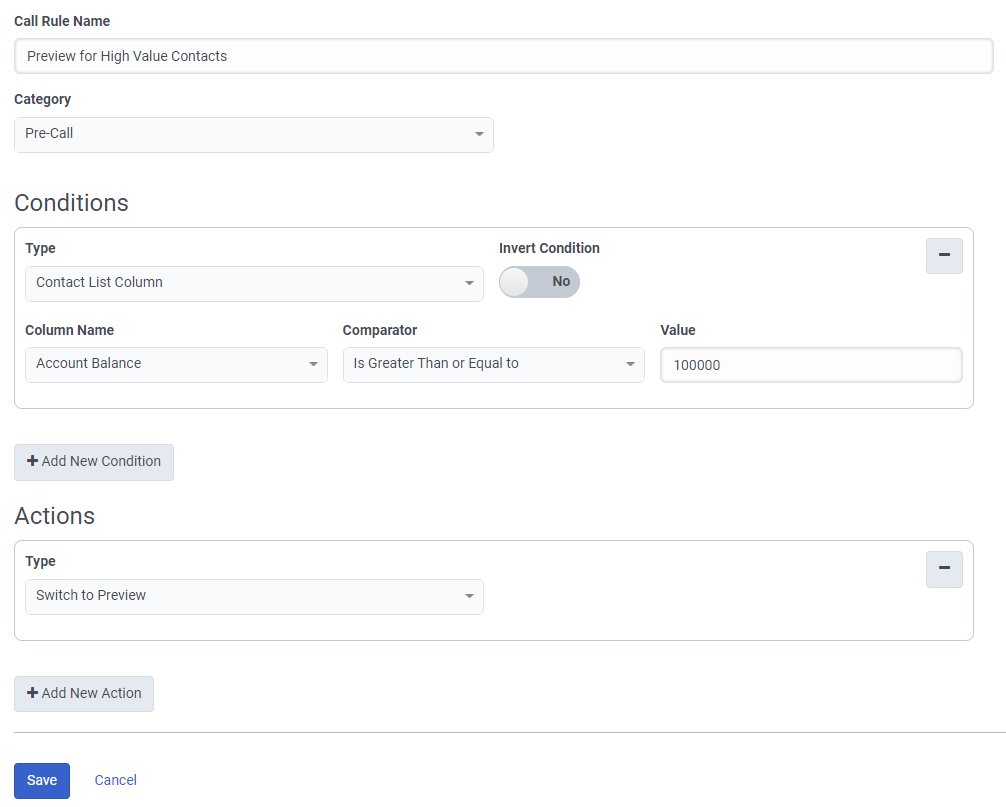 Call Rule Name
Preview for High Value Contacts
Category
Pre-Call
Conditions
Type
Invert Condition
Contact List Column
No
Column Name
Comparator
Value
Account Balance
Is Greater Than or Equal to
100000
+ Add New Condition
Actions
Type
Switch to Preview
+ Add New Action
Save
Cancel